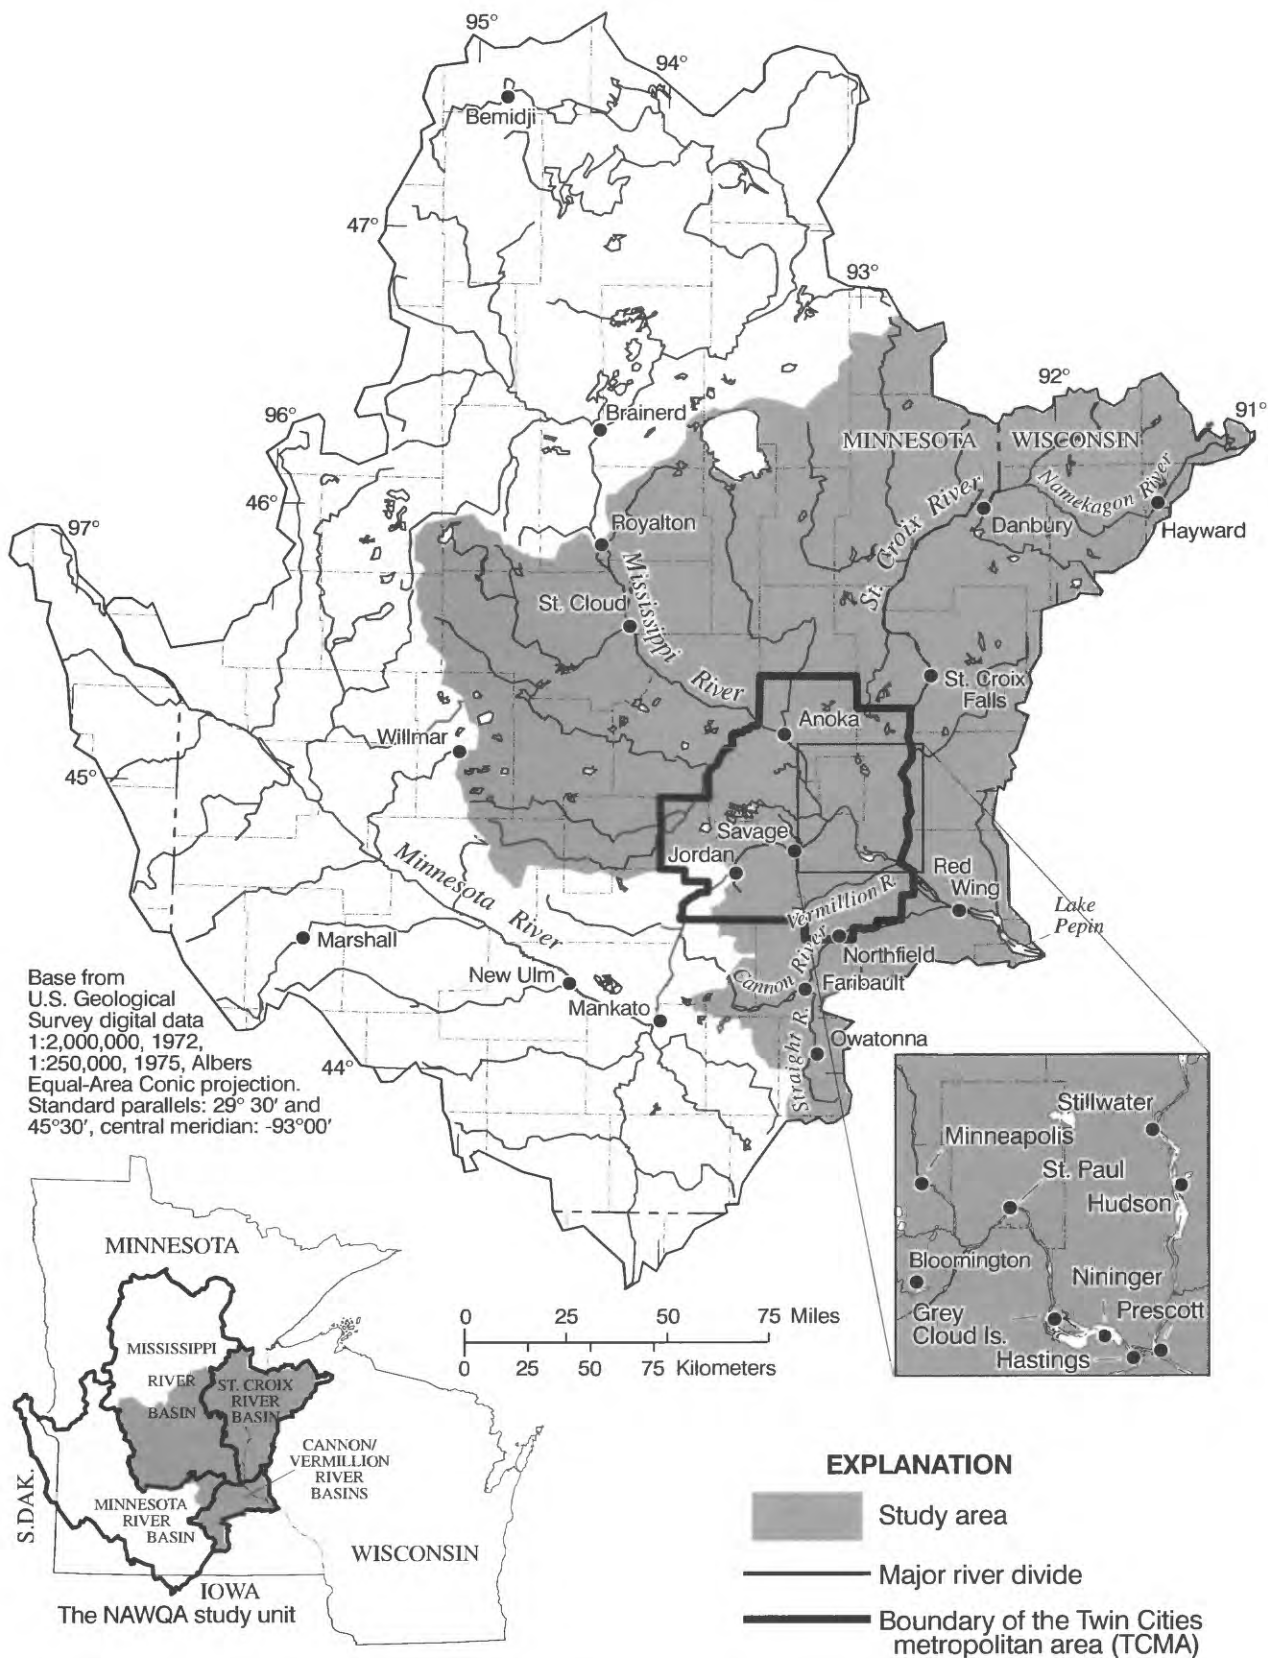 95°
94°
Bemidji
47°
93°
92°
91°
96°
Brainerd
MINNESOTA
WISCONSIN
Namekagon River
46°
97°
Royalton
St. Croix River
Danbury
Hayward
Mississippi River
St. Cloud
St. Croix
Falls
Anoka
Willmar
45°
Savage
Jordan
Minnesota River
Red
Wing
Vermillion R.
Lake
Pepin
Marshall
Northfield
Cannon River
Faribault
New Ulm
Mankato
Straighr R.
Owatonna
44°
Base from
U.S. Geological
Survey digital data
1:2,000,000, 1972,
1:250,000, 1975, Albers
Equal-Area Conic projection.
Standard parallels: 29° 30' and
45°30', central meridian: -93°00'
Stillwater
Minneapolis
St. Paul
Hudson
Bloomington
Nininger
Grey
Cloud Is.
Prescott
Hastings
0 25 50 75 Miles
0 25 50 75 Kilometers
MINNESOTA
MISSISSIPPI
RIVER
BASIN
ST. CROIX
RIVER
BASIN
CANNON/
VERMILLION
RIVER
BASINS
MINNESOTA
RIVER
BASIN
S.DAK.
WISCONSIN
IOWA
The NAWQA study unit
EXPLANATION
Study area
Major river divide
Boundary of the Twin Cities
metropolitan area (TCMA)